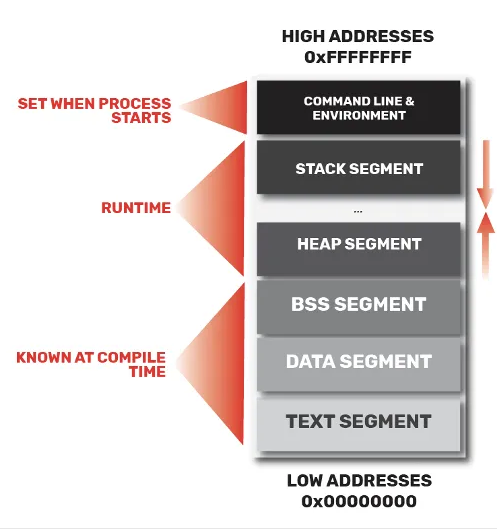 HIGH ADDRESSES
0xFFFFFFFF
SET WHEN PROCESS
STARTS
COMMAND LINE &
ENVIRONMENT
STACK SEGMENT
RUNTIME
...
HEAP SEGMENT
BSS SEGMENT
KNOWN AT COMPILE
TIME
DATA SEGMENT
TEXT SEGMENT
LOW ADDRESSES
0x00000000